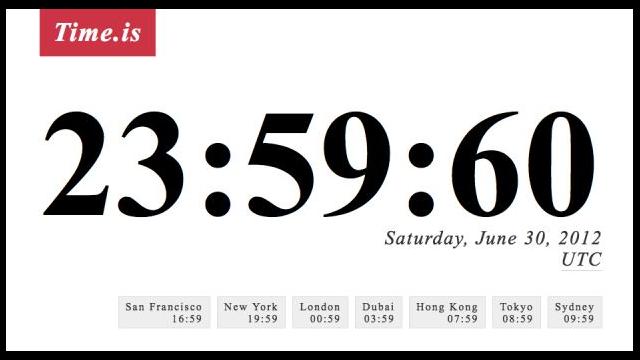 Time.is
23:59:60
Saturday, June 30, 2012
UTC
San Francisco New York London Dubai Hong Kong Tokyo Sydney
16:59 19:59 00:59 03:59 07:59 08:59 09:59